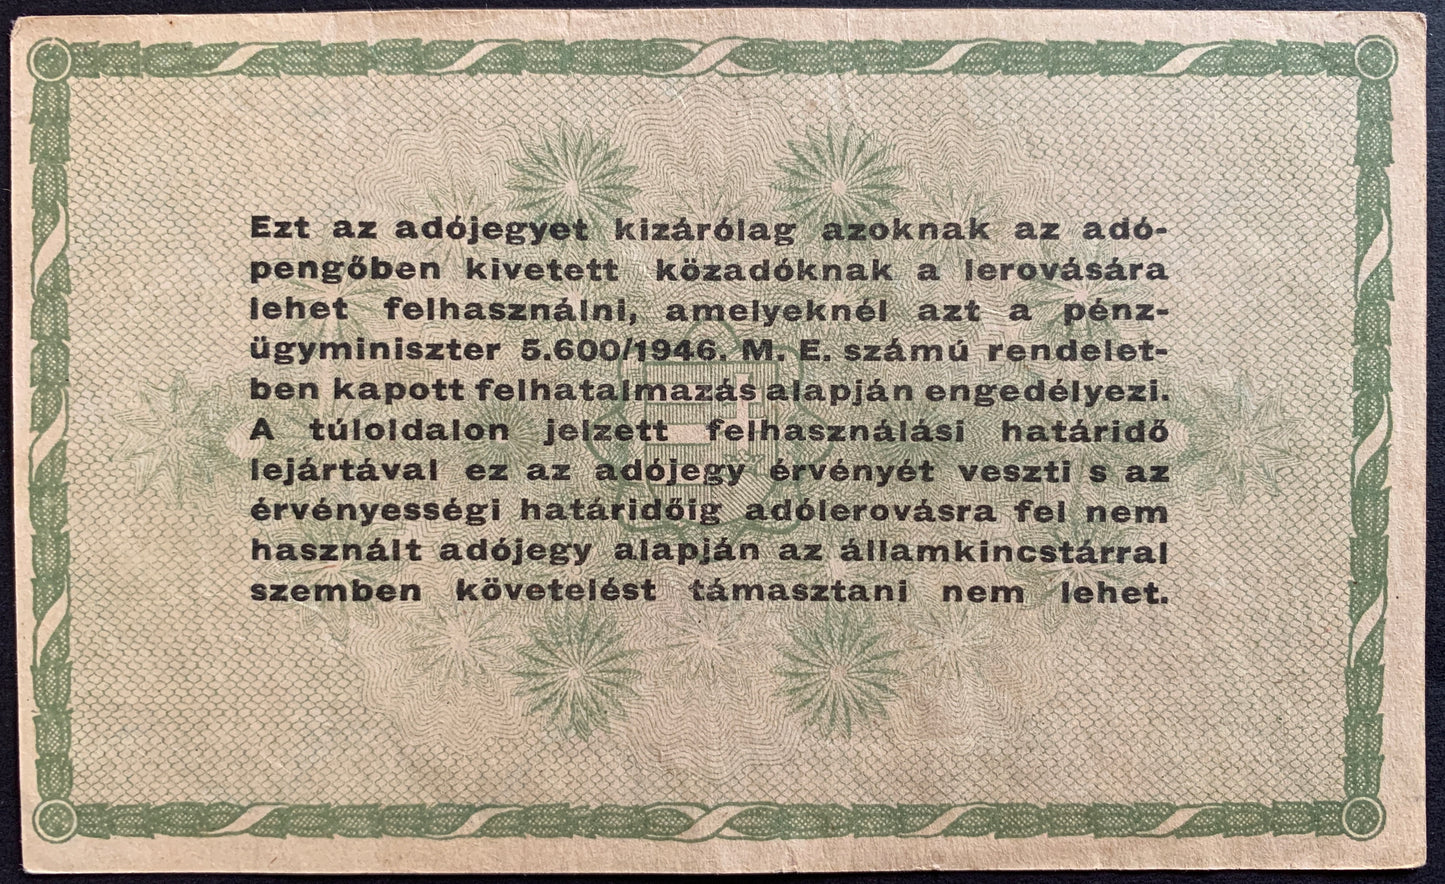 Ezt az adójegyet kizárólag azoknak az adó-
pengőben kivetett közadóknak a lerovására
lehet felhasználni, amelyeknél azt a pénz-
ügyminiszter 5.600/1946. M. E. számú rendelet-
ben kapott felhatalmazás alapján engedélyezi.
A túloldalon jelzett felhasználási határidő
lejártával ez az adójegy érvényét veszti s az
érvényességi határidőig adólerovásra fel nem
használt adójegy alapján az államkincstárral
szemben követelést támasztani nem lehet.